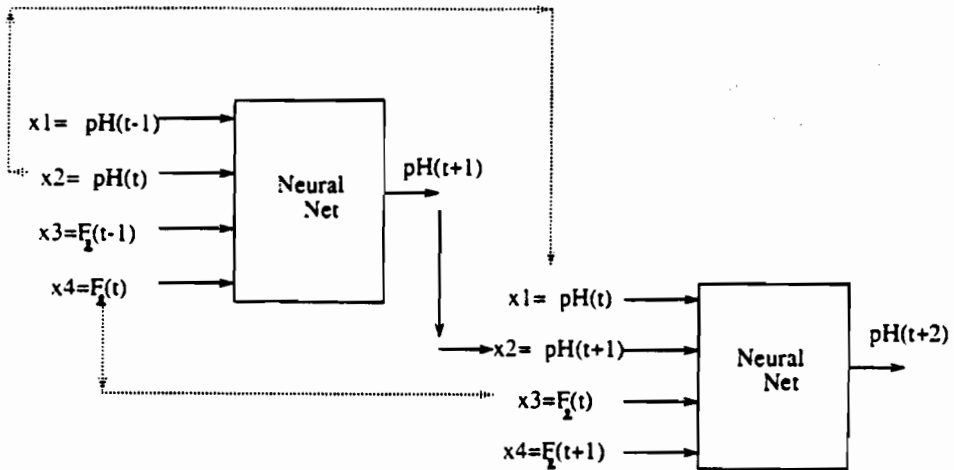 x1= pH(t-1)
x2= pH(t)
x3=F2(t-1)
x4=F2(t)
Neural
Net
pH(t+1)
x1= pH(t)
x2= pH(t+1)
x3=F2(t)
x4=F2(t+1)
Neural
Net
pH(t+2)